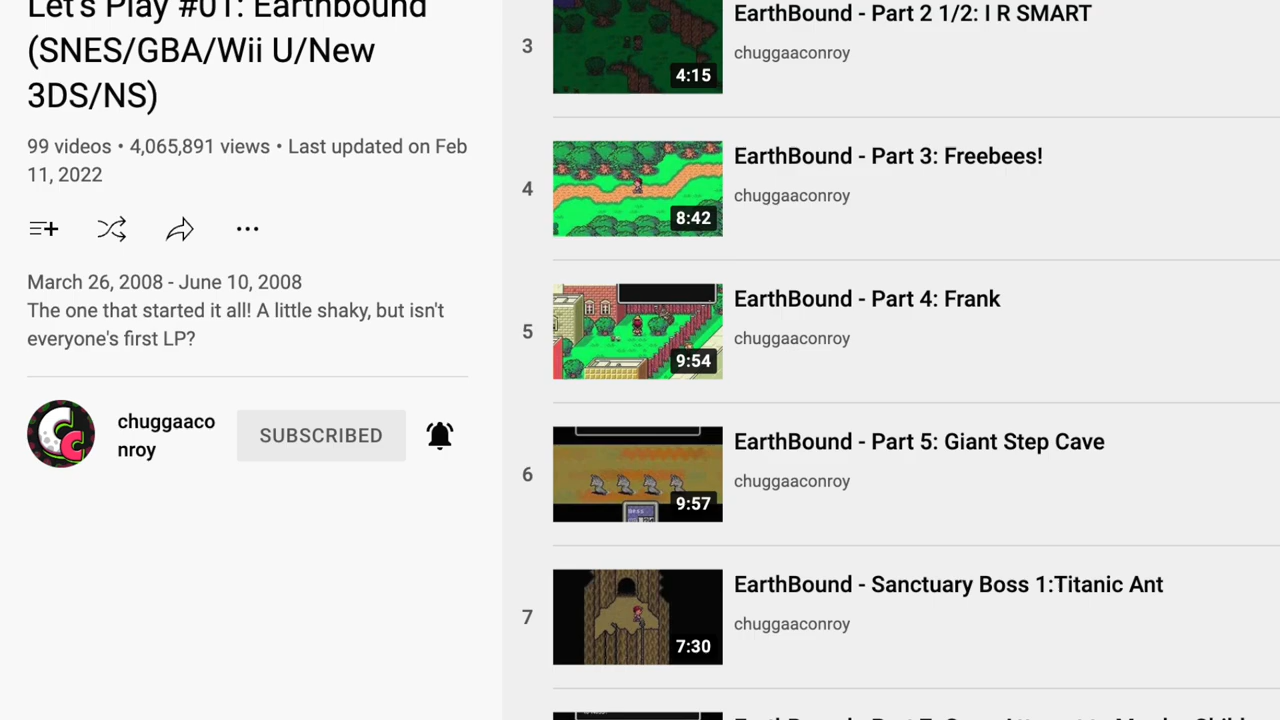 Let's Play #01: Earthbound
(SNES/GBA/Wii U/New
3DS/NS)
99 videos • 4,065,891 views • Last updated on Feb
11, 2022
March 26, 2008 - June 10, 2008
The one that started it all! A little shaky, but isn't
everyone's first LP?
chuggaaco
nroy
SUBSCRIBED
3
4:15
EarthBound - Part 2 1/2: I R SMART
chuggaaconroy
4
8:42
EarthBound - Part 3: Freebees!
chuggaaconroy
5
9:54
EarthBound - Part 4: Frank
chuggaaconroy
6
9:57
EarthBound - Part 5: Giant Step Cave
chuggaaconroy
7
7:30
EarthBound - Sanctuary Boss 1:Titanic Ant
chuggaaconroy